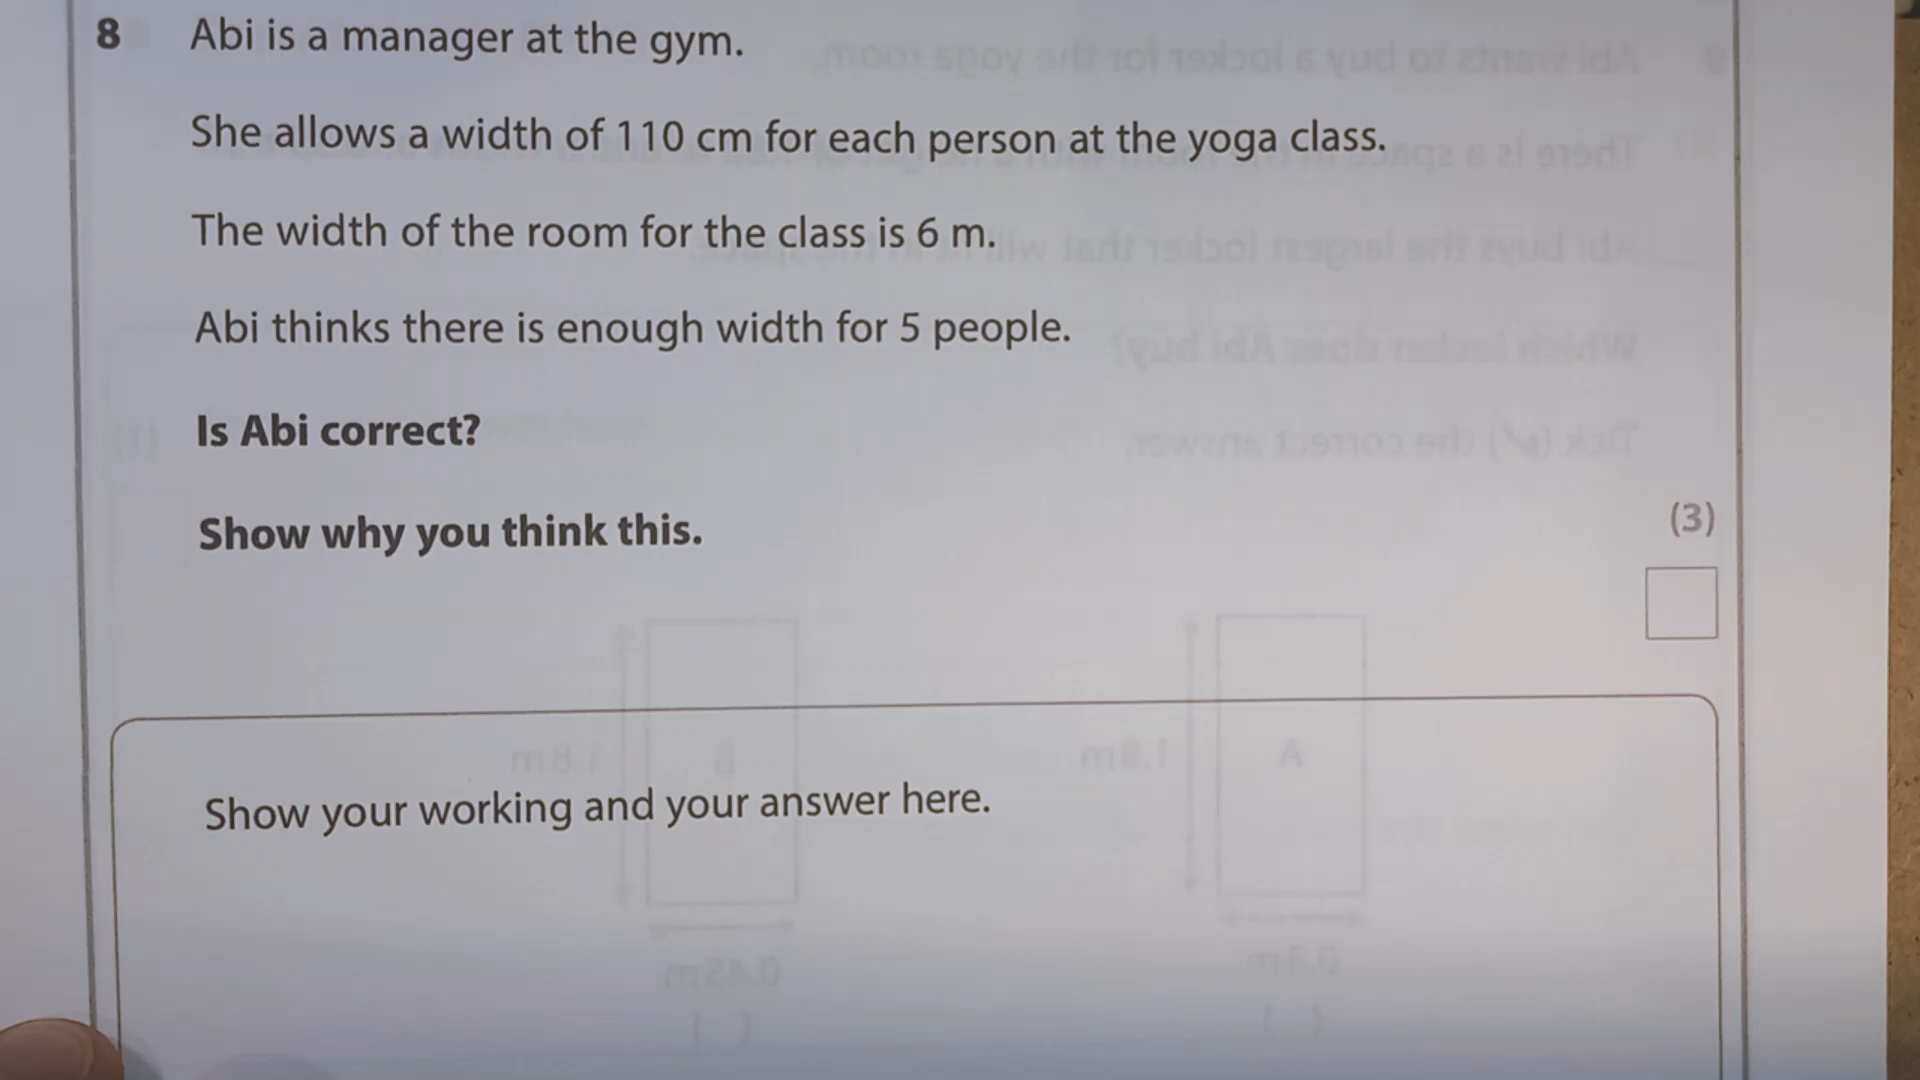 8 Abi is a manager at the gym.
She allows a width of 110 cm for each person at the yoga class.
The width of the room for the class is 6 m.
Abi thinks there is enough width for 5 people.
Is Abi correct?
Show why you think this.
(3)
Show your working and your answer here.